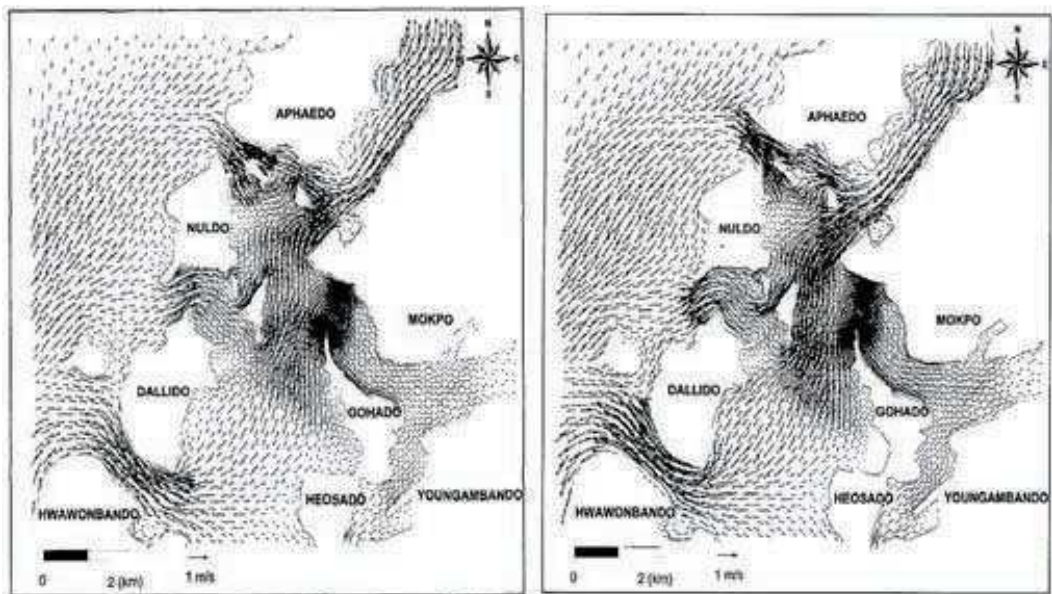 N
E
S
APHAEDO
NULDO
MOKPO
DALLIDO
GOHADO
HEOSADO
YOUNGAMBANDO
HWAWONBANDO
0 2 (km)
1 m/s
N
E
S
APHAEDO
NULDO
MOKPO
DALLIDO
GOHADO
HEOSADO
YOUNGAMBANDO
HWAWONBANDO
0 2 (km)
1 m/s